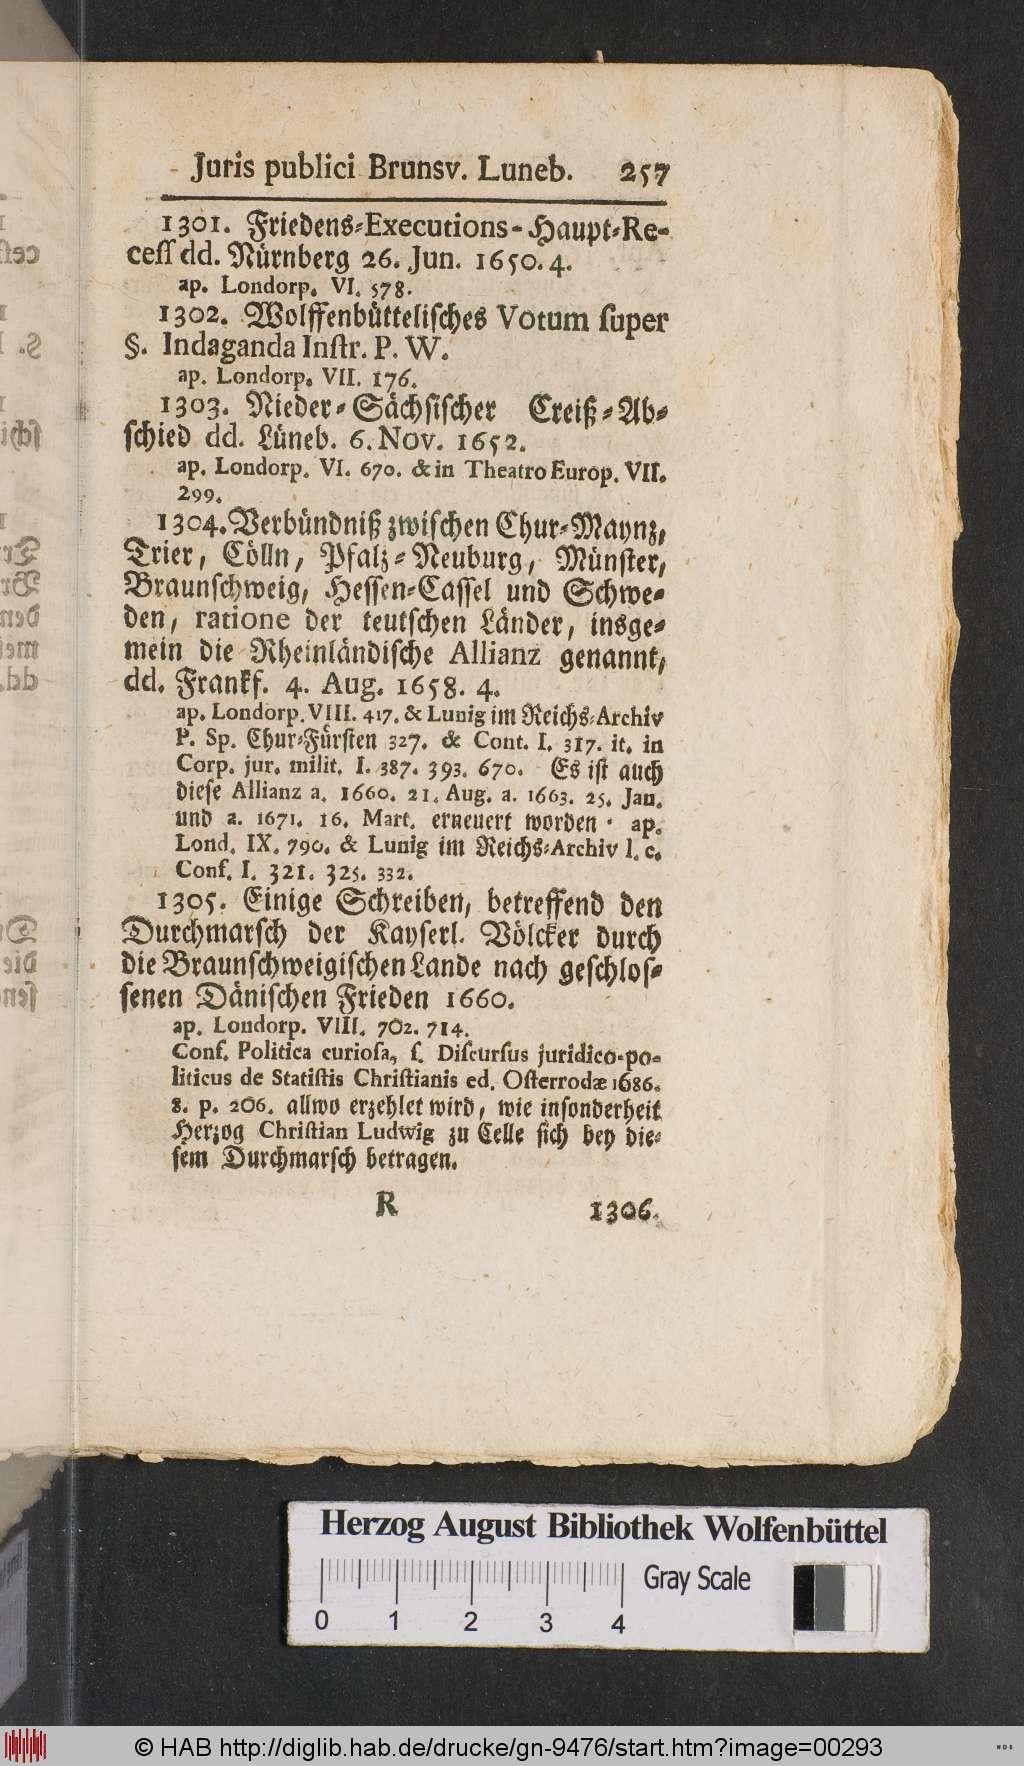 Juris publici Brunsv. Luneb. 257
1301. Friedens-Executions-Haupt-Re-
ceſſ dd. Nürnberg 26. Jun. 1650. 4.
ap. Londorp. VI. 578.
1302. Wolffenbüttelisches Votum ſuper
§. Indaganda Inſtr. P. W.
ap. Londorp. VII. 176.
1303. Nieder-Sächsischer Creiß-Ab-
schied dd. Lüneb. 6. Nov. 1652.
ap. Londorp. VI. 670. & in Theatro Europ. VII.
299.
1304. Verbündniß zwischen Chur-Maynz,
Trier, Cölln, Pfalz-Neuburg, Münster,
Braunschweig, Hessen-Cassel und Schwe-
den, ratione der teutschen Länder, insge-
mein die Rheinländische Allianz genannt,
dd. Frankf. 4. Aug. 1658. 4.
ap. Londorp. VIII. 417. & Lunig im Reichs-Archiv
P. Sp. Chur-Fürsten 327. & Cont. I. 317. it. in
Corp. jur. milit. I. 387. 393. 670. Es ist auch
diese Allianz a. 1660. 21. Aug. a. 1663. 25. Jan.
und a. 1671. 16. Mart. erneuert worden. ap.
Lond. IX. 790. & Lunig im Reichs-Archiv l. c.
Conf. I. 321. 325. 332.
1305. Einige Schreiben, betreffend den
Durchmarsch der Kayserl. Völcker durch
die Braunschweigischen Lande nach geschlos-
senen Dänischen Frieden 1660.
ap. Londorp. VIII. 702. 714.
Conf. Politica curioſa, ſ. Diſcurſus juridico-po-
liticus de Statiſtis Chriſtianis ed. Oſterrodæ 1686.
8. p. 206. allwo erzehlet wird, wie insonderheit
Herzog Chriſtian Ludwig zu Celle sich bey die-
sem Durchmarsch betragen.
R 1306.
Herzog August Bibliothek Wolfenbüttel
0 1 2 3 4 Gray Scale
© HAB http://diglib.hab.de/drucke/gn-9476/start.htm?image=00293